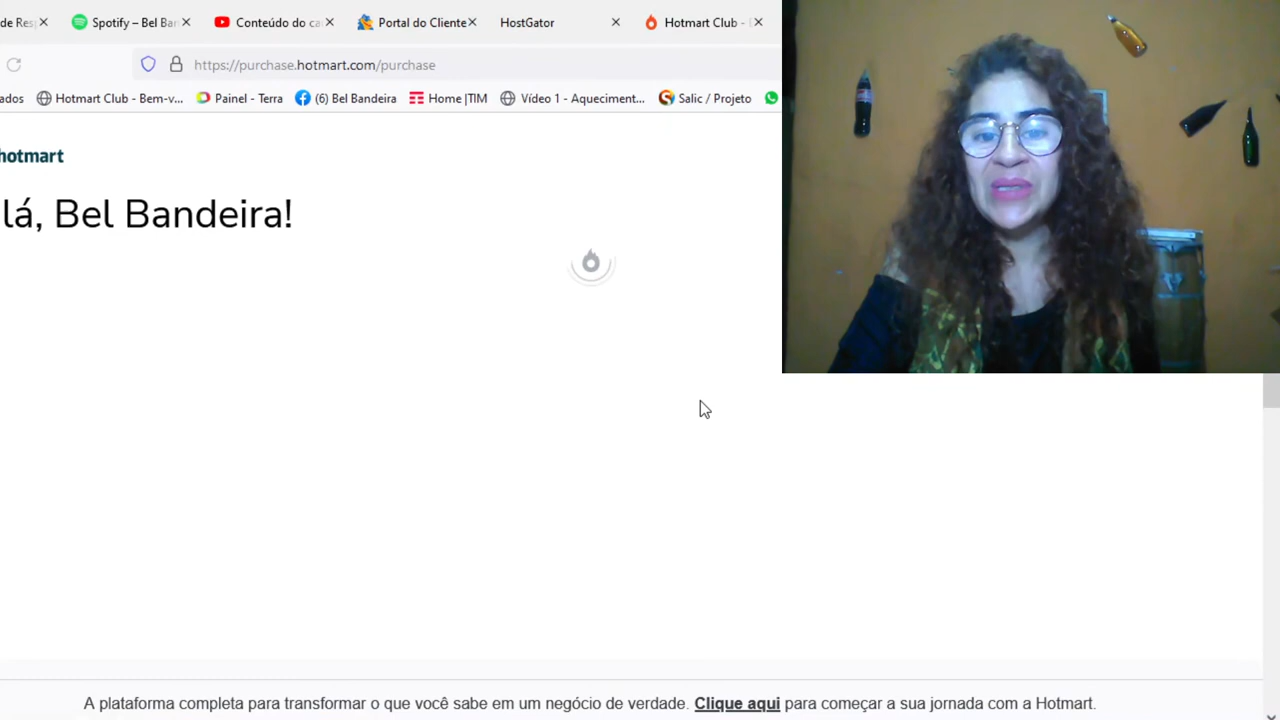 de Res
Spotify – Bel Bar
Conteúdo do ca
Portal do Cliente
HostGator
Hotmart Club -
https://purchase.hotmart.com/purchase
ados
Hotmart Club - Bem-v...
Painel - Terra
(6) Bel Bandeira
Home |TIM
Vídeo 1 - Aqueciment...
Salic / Projeto
hotmart
lá, Bel Bandeira!
A plataforma completa para transformar o que você sabe em um negócio de verdade. Clique aqui para começar a sua jornada com a Hotmart.